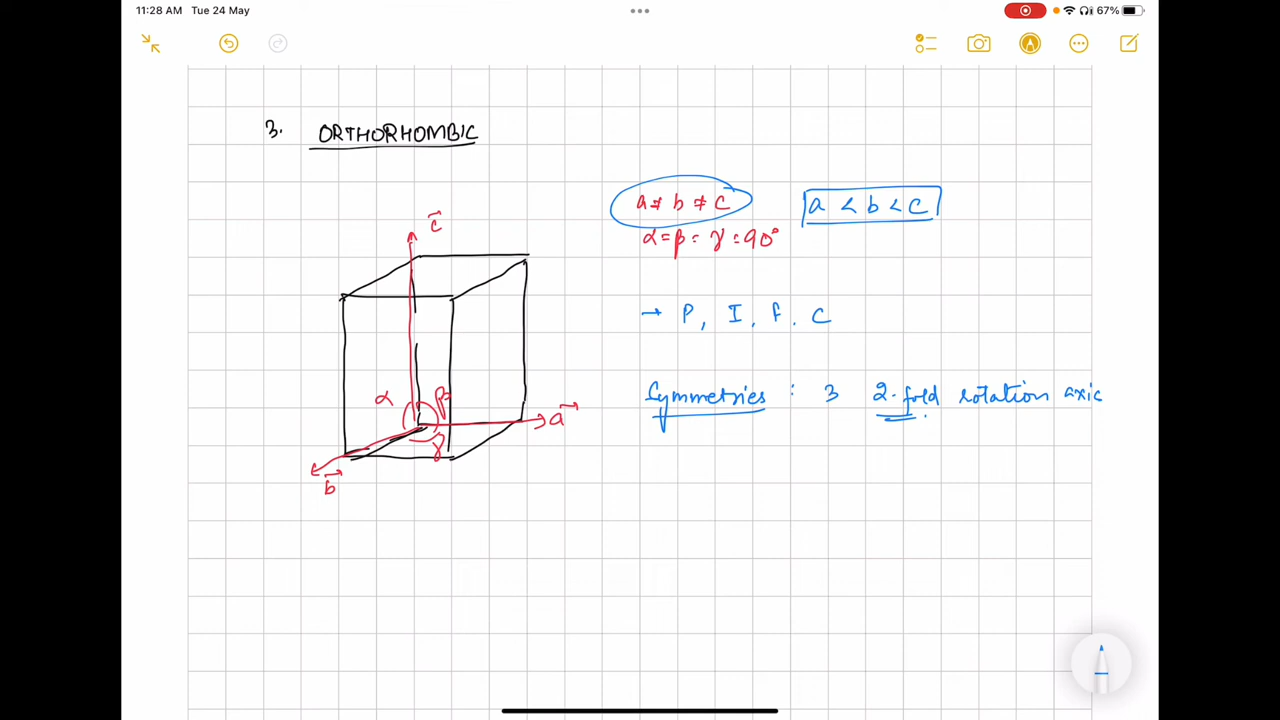 11:28 AM Tue 24 May
67%
3. ORTHORHOMBIC
a ≠ b ≠ c
a < b < c
α = β = γ = 90°
→ P, I, F, C
Symmetries : 3 2-fold rotation axis
c
α β
γ
a
b